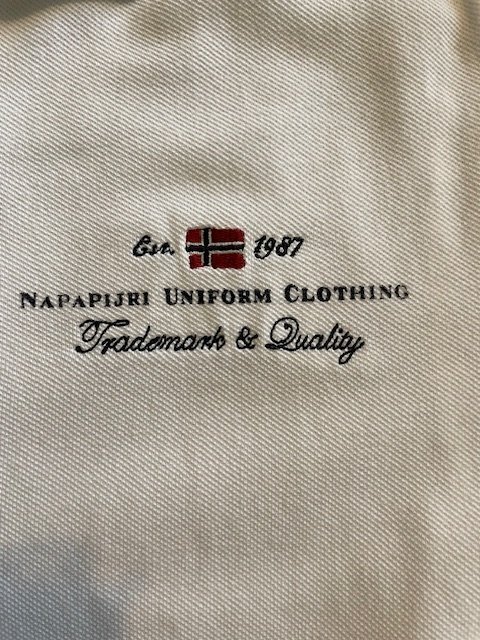 Est. 1987
NAPAPIJRI UNIFORM CLOTHING
Trademark & Quality